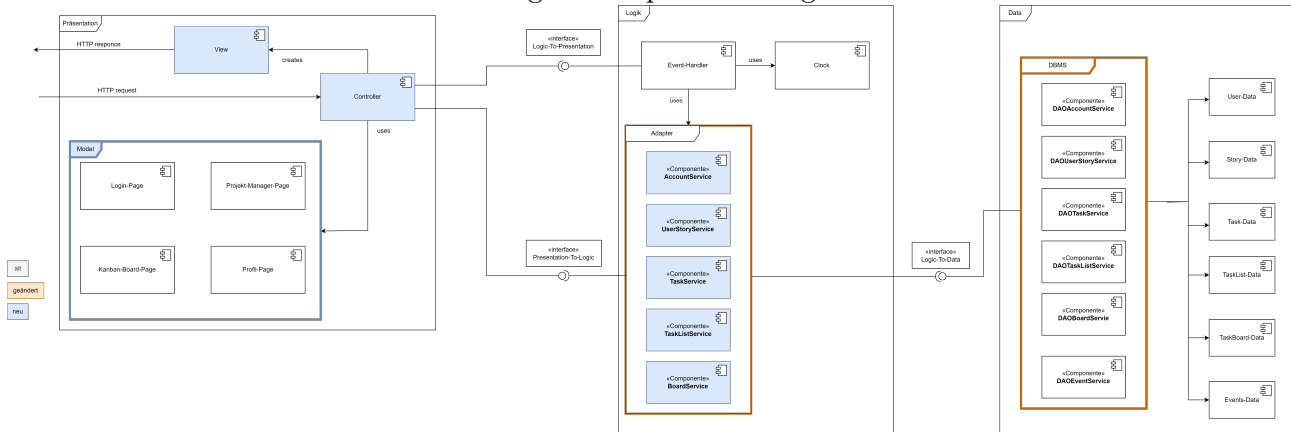 Präsentation
HTTP responce
View
creates
HTTP request
Controller
uses
Model
Login-Page
Projekt-Manager-Page
Kanban-Board-Page
Profil-Page
alt
geändert
neu
«interface»
Logic-To-Presentation
«interface»
Presentation-To-Logic
Logik
Event-Handler
uses
Clock
uses
Adapter
«Componente»
AccountService
«Componente»
UserStoryService
«Componente»
TaskService
«Componente»
TaskListService
«Componente»
BoardService
«interface»
Logic-To-Data
Data
DBMS
«Componente»
DAOAccountService
«Componente»
DAOUserStoryService
«Componente»
DAOTaskService
«Componente»
DAOTaskListService
«Componente»
DAOBoardServie
«Componente»
DAOEventService
User-Data
Story-Data
Task-Data
TaskList-Data
TaskBoard-Data
Events-Data